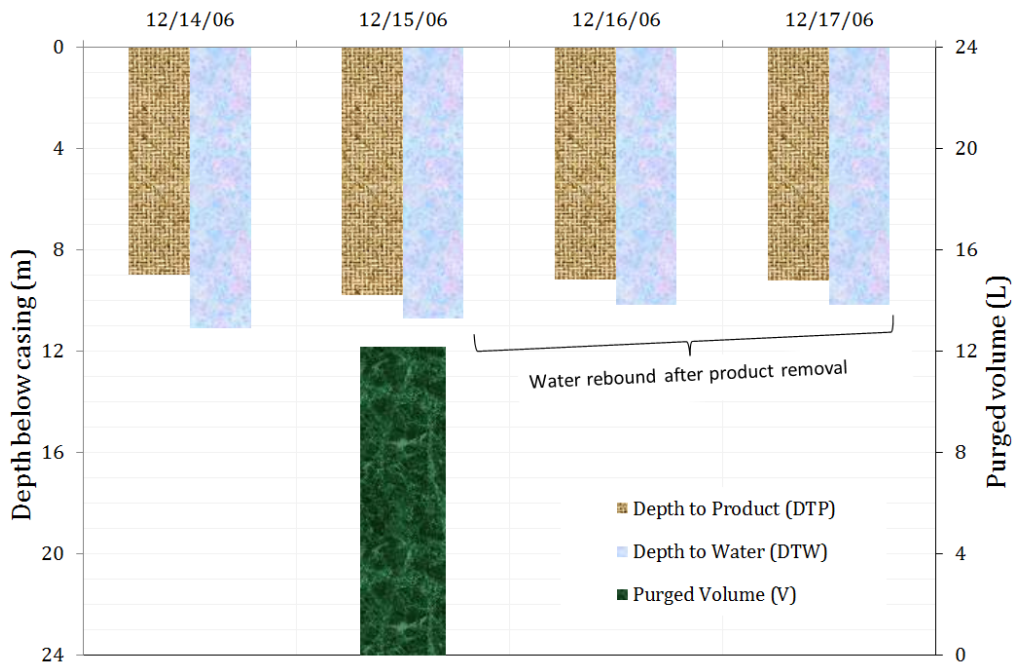 12/14/06 12/15/06 12/16/06 12/17/06
0 24
4 20
8 16
12 12
16 8
20 4
24 0
Depth below casing (m)
Purged volume (L)
Water rebound after product removal
Depth to Product (DTP)
Depth to Water (DTW)
Purged Volume (V)